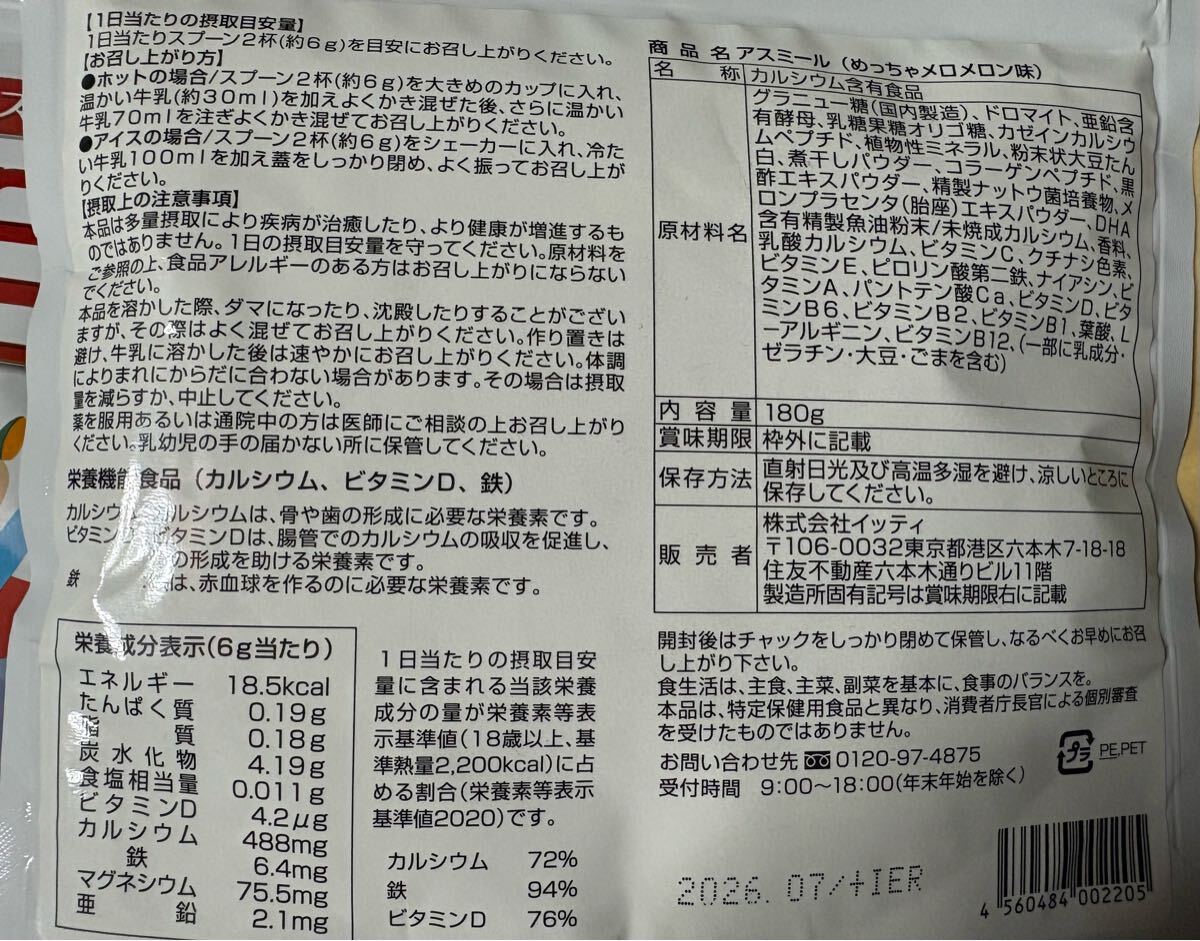 【1日当たりの摂取目安量】
1日当たりスプーン2杯(約6g)を目安にお召し上がりください。
【お召し上がり方】
●ホットの場合/スプーン2杯(約6g)を大きめのカップに入れ、
温かい牛乳(約30ml)を加えよくかき混ぜた後、さらに温かい
牛乳70mlを注ぎよくかき混ぜてお召し上がりください。
●アイスの場合/スプーン2杯(約6g)をシェーカーに入れ、冷た
い牛乳100mlを加え蓋をしっかり閉め、よく振ってお召し上が
りください。
【摂取上の注意事項】
本品は多量摂取により疾病が治癒したり、より健康が増進するも
のではありません。1日の摂取目安量を守ってください。原材料を
ご参照の上、食品アレルギーのある方はお召し上がりにならない
でください。
本品を溶かした際、ダマになったり、沈殿したりすることがござい
ますが、その際はよく混ぜてお召し上がりください。作り置きは
避け、牛乳に溶かした後は速やかにお召し上がりください。体調
によりまれにからだに合わない場合があります。その場合は摂取
量を減らすか、中止してください。
薬を服用あるいは通院中の方は医師にご相談の上お召し上がり
ください。乳幼児の手の届かない所に保管してください。
栄養機能食品(カルシウム、ビタミンD、鉄)
カルシウ カルシウムは、骨や歯の形成に必要な栄養素です。
ビタミン ビタミンDは、腸管でのカルシウムの吸収を促進し、
の形成を助ける栄養素です。
鉄 は、赤血球を作るのに必要な栄養素です。
栄養成分表示(6g当たり)
エネルギー 18.5kcal
たんぱく質 0.19g
脂質 0.18g
炭水化物 4.19g
食塩相当量 0.011g
ビタミンD 4.2μg
カルシウム 488mg
鉄 6.4mg
マグネシウム 75.5mg
亜鉛 2.1mg
1日当たりの摂取目安
量に含まれる当該栄養
成分の量が栄養素等表
示基準値(18歳以上、基
準熱量2,200kcal)に占
める割合(栄養素等表示
基準値2020)です。
カルシウム 72%
鉄 94%
ビタミンD 76%
商品名 アスミール(めっちゃメロメロン味)
名称 カルシウム含有食品
原材料名
グラニュー糖(国内製造)、ドロマイト、亜鉛含
有酵母、乳糖果糖オリゴ糖、カゼインカルシウ
ムペプチド、植物性ミネラル、粉末状大豆たん
白、煮干しパウダー、コラーゲンペプチド、黒
酢エキスパウダー、精製ナットウ菌培養物、メ
ロンプラセンタ(胎座)エキスパウダー、DHA
含有精製魚油粉末/未焼成カルシウム、香料、
乳酸カルシウム、ビタミンC、クチナシ色素、
ビタミンE、ピロリン酸第二鉄、ナイアシン、ビ
タミンA、パントテン酸Ca、ビタミンD、ビタ
ミンB6、ビタミンB2、ビタミンB1、葉酸、L
-アルギニン、ビタミンB12、(一部に乳成分・
ゼラチン・大豆・ごまを含む)
内容量 180g
賞味期限 枠外に記載
保存方法 直射日光及び高温多湿を避け、涼しいところに
保存してください。
販売者
株式会社イッティ
〒106-0032東京都港区六本木7-18-18
住友不動産六本木通りビル11階
製造所固有記号は賞味期限右に記載
開封後はチャックをしっかり閉めて保管し、なるべくお早めにお召
し上がり下さい。
食生活は、主食、主菜、副菜を基本に、食事のバランスを。
本品は、特定保健用食品と異なり、消費者庁長官による個別審査
を受けたものではありません。
お問い合わせ先 0120-97-4875
受付時間 9:00〜18:00(年末年始を除く)
プラ PE,PET
2026.07/+IER
4 560484 002205